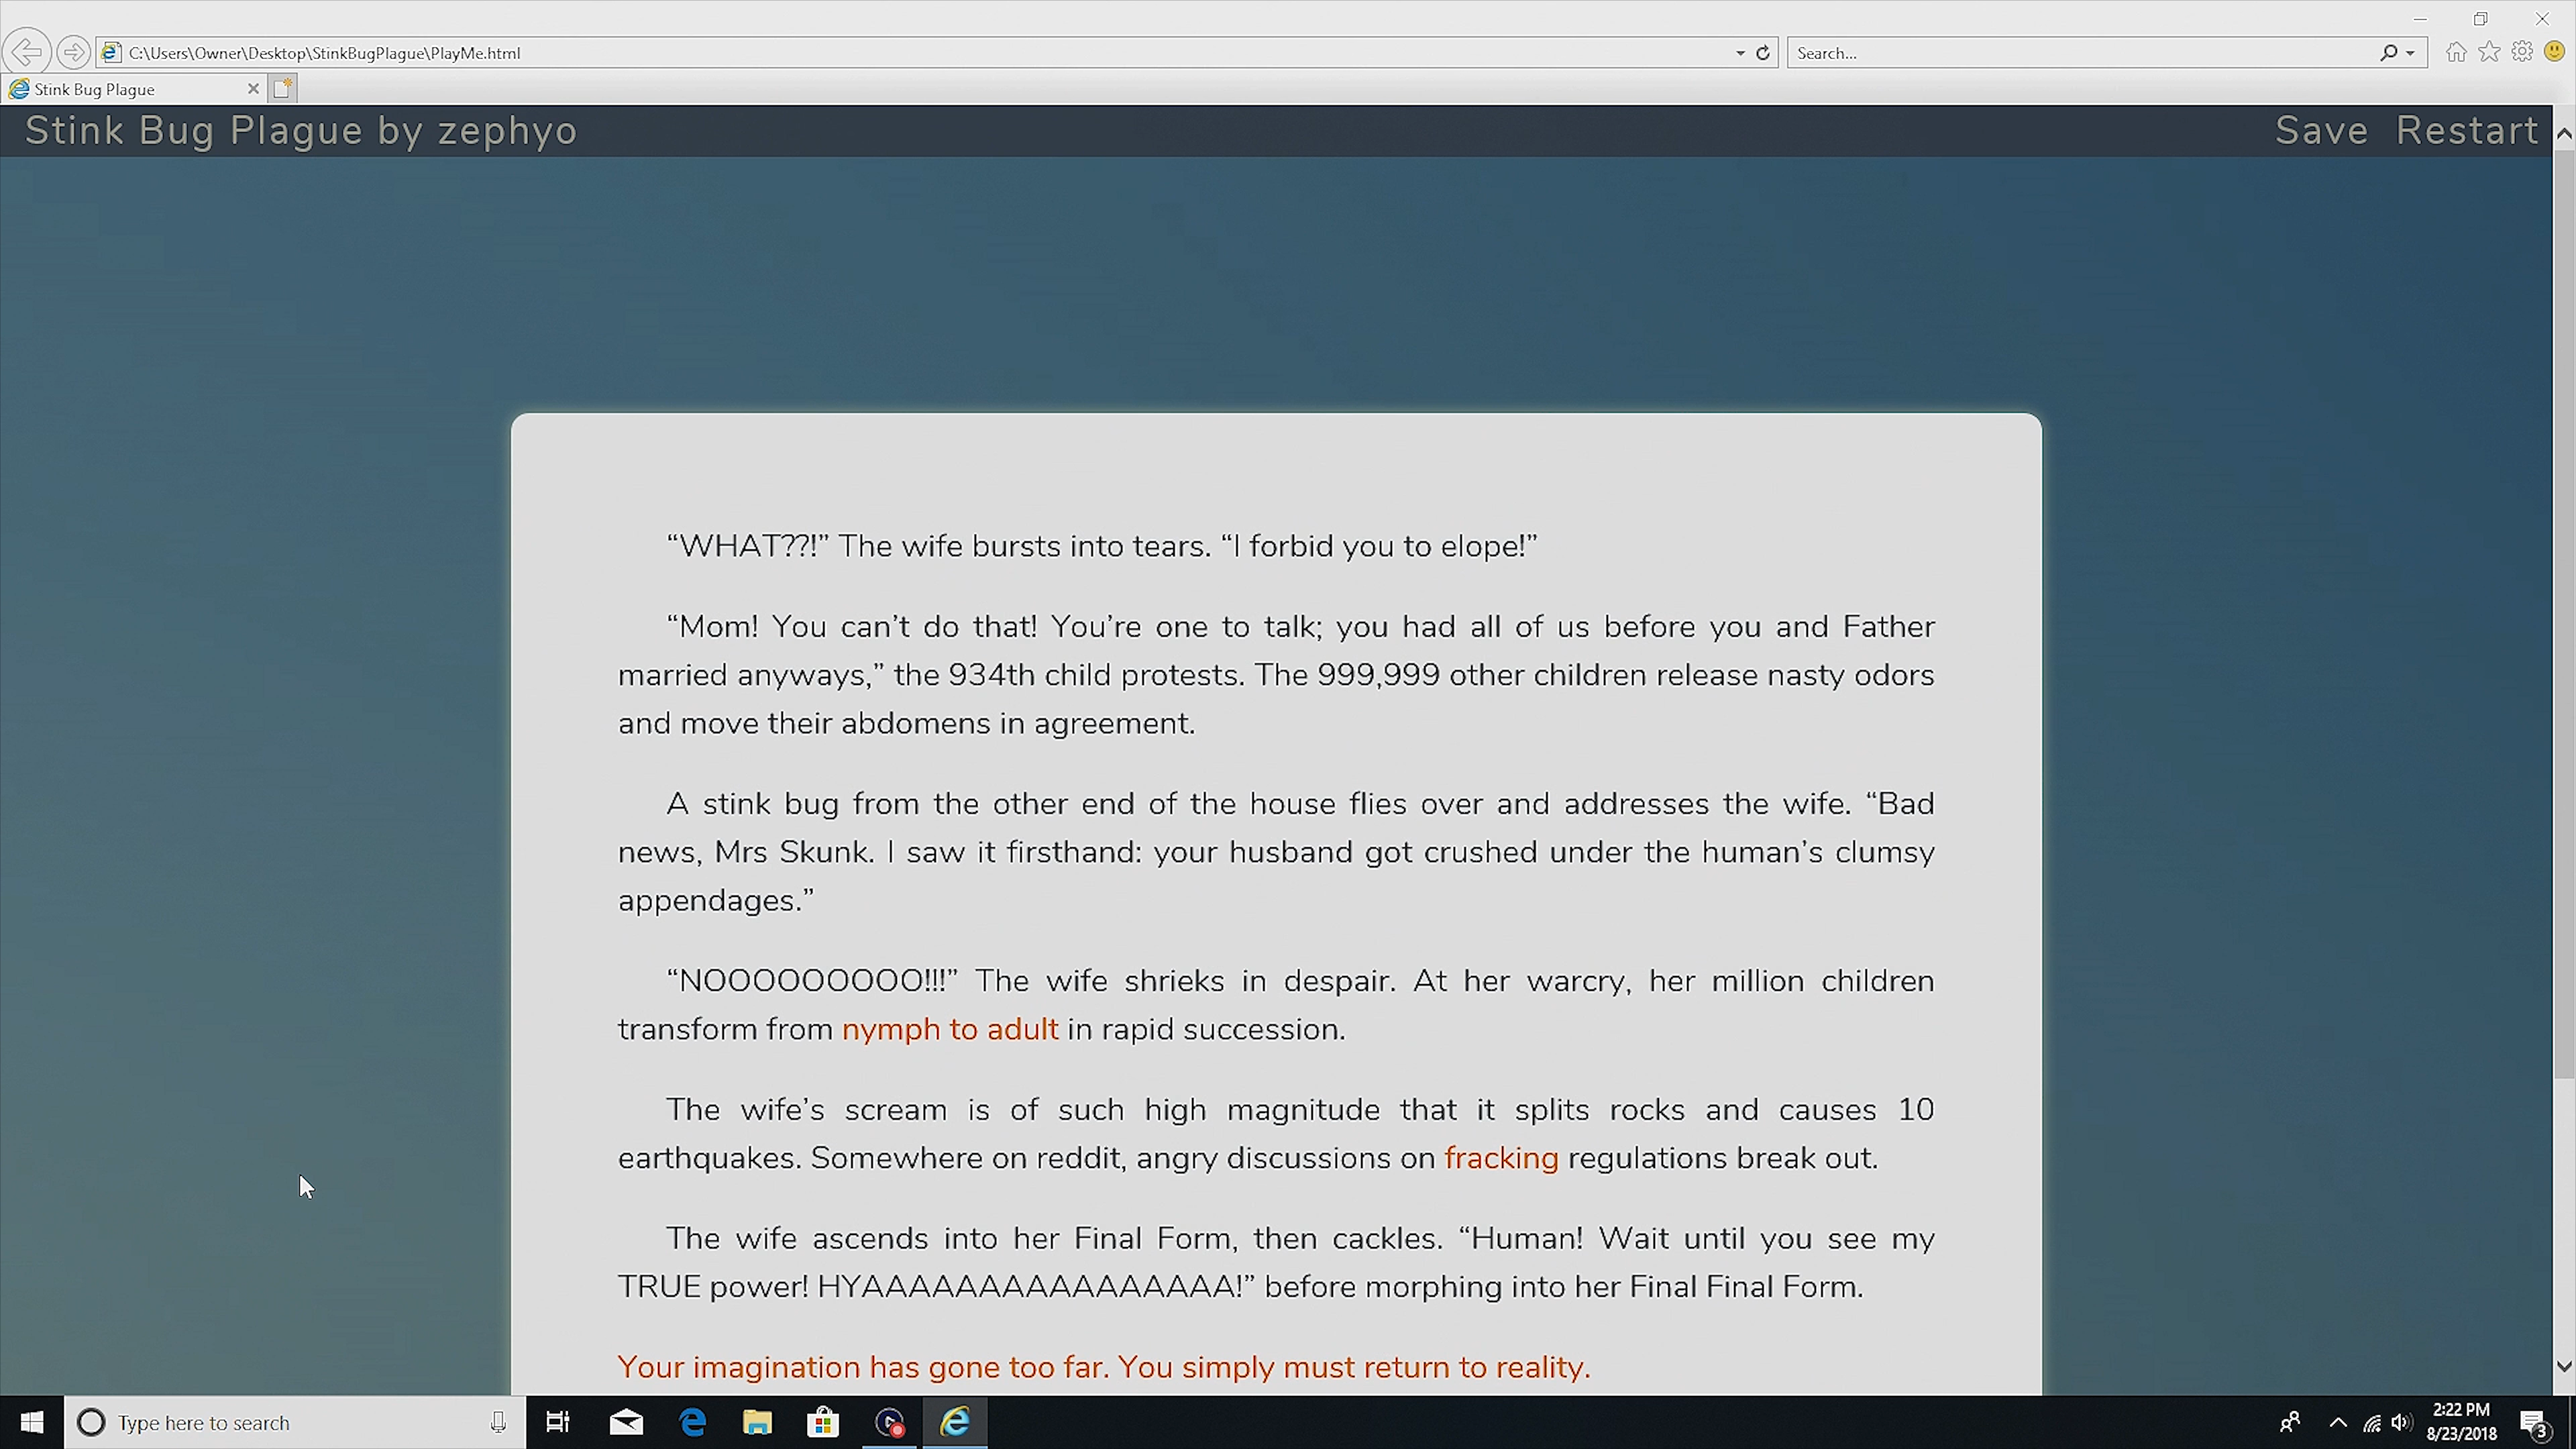 C:\Users\Owner\Desktop\StinkBugPlague\PlayMe.html
Search...
Stink Bug Plague
Stink Bug Plague by zephyo
Save Restart
“WHAT??!” The wife bursts into tears. “I forbid you to elope!”
“Mom! You can’t do that! You’re one to talk; you had all of us before you and Father
married anyways,” the 934th child protests. The 999,999 other children release nasty odors
and move their abdomens in agreement.
A stink bug from the other end of the house flies over and addresses the wife. “Bad
news, Mrs Skunk. I saw it firsthand: your husband got crushed under the human’s clumsy
appendages.”
“NOOOOOOOOO!!!” The wife shrieks in despair. At her warcry, her million children
transform from nymph to adult in rapid succession.
The wife’s scream is of such high magnitude that it splits rocks and causes 10
earthquakes. Somewhere on reddit, angry discussions on fracking regulations break out.
The wife ascends into her Final Form, then cackles. “Human! Wait until you see my
TRUE power! HYAAAAAAAAAAAAAAAA!” before morphing into her Final Final Form.
Your imagination has gone too far. You simply must return to reality.
Type here to search
2:22 PM
8/23/2018
3